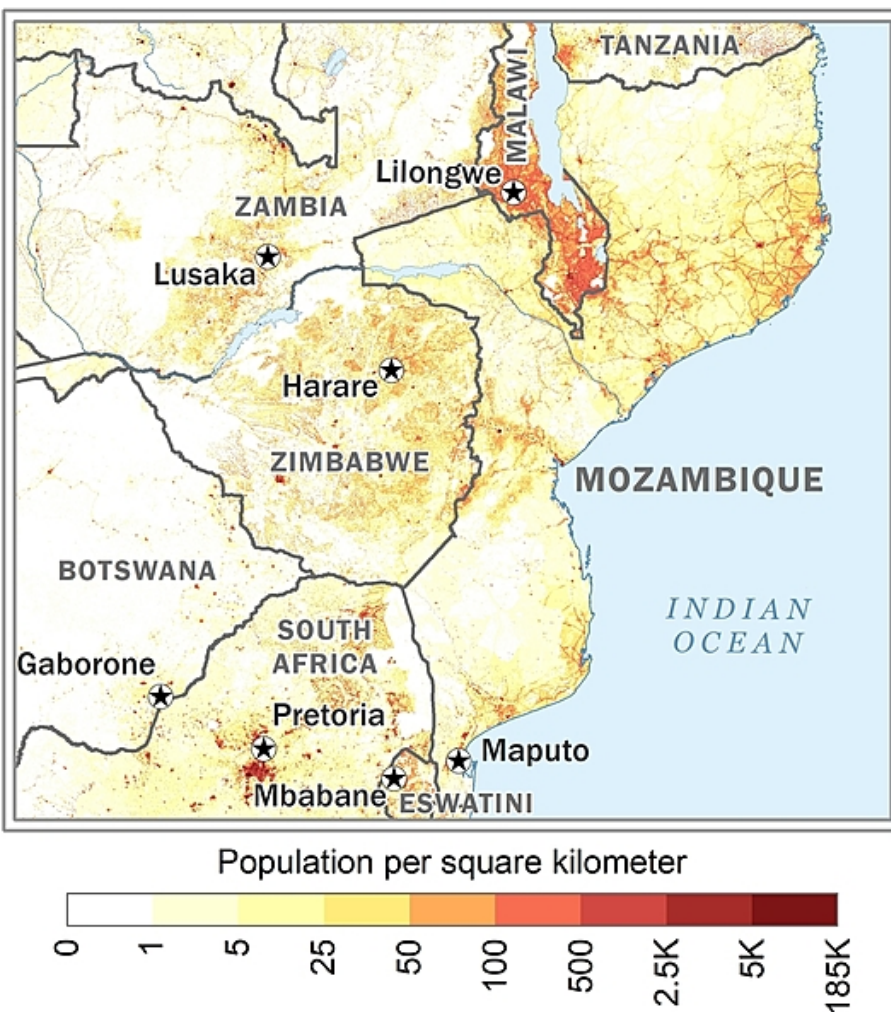 TANZANIA
MALAWI
Lilongwe
ZAMBIA
Lusaka
Harare
ZIMBABWE
MOZAMBIQUE
BOTSWANA
INDIAN
OCEAN
SOUTH
AFRICA
Gaborone
Pretoria
Maputo
Mbabane
ESWATINI
Population per square kilometer
0
1
5
25
50
100
500
2.5K
5K
185K